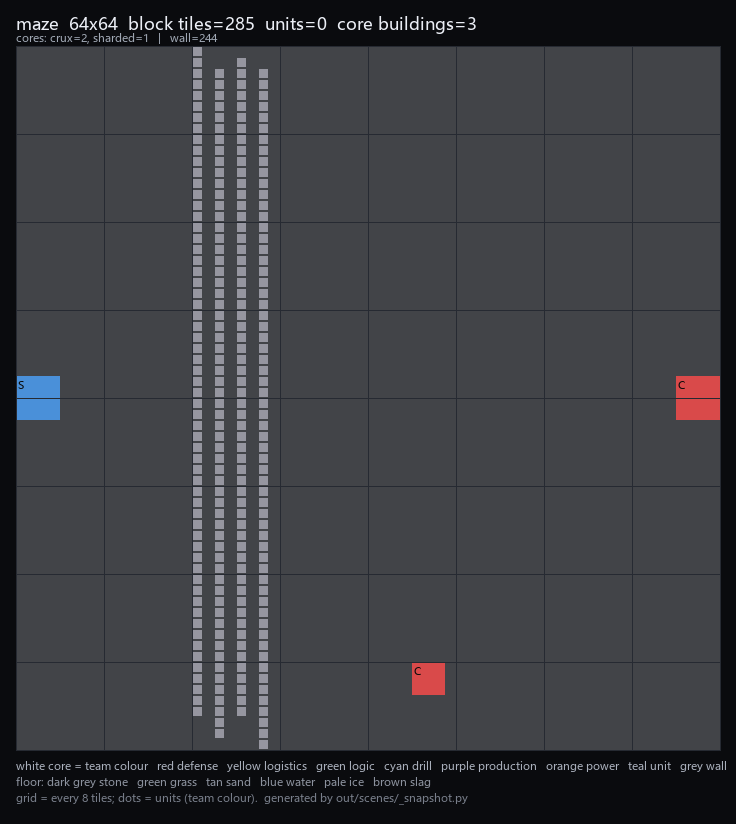 maze  64x64  block tiles=285  units=0  core buildings=3
cores: crux=2, sharded=1  |  wall=244
S
C
C
white core = team colour   red defense   yellow logistics   green logic   cyan drill   purple production   orange power   teal unit   grey wall
floor: dark grey stone   green grass   tan sand   blue water   pale ice   brown slag
grid = every 8 tiles; dots = units (team colour).  generated by out/scenes/_snapshot.py